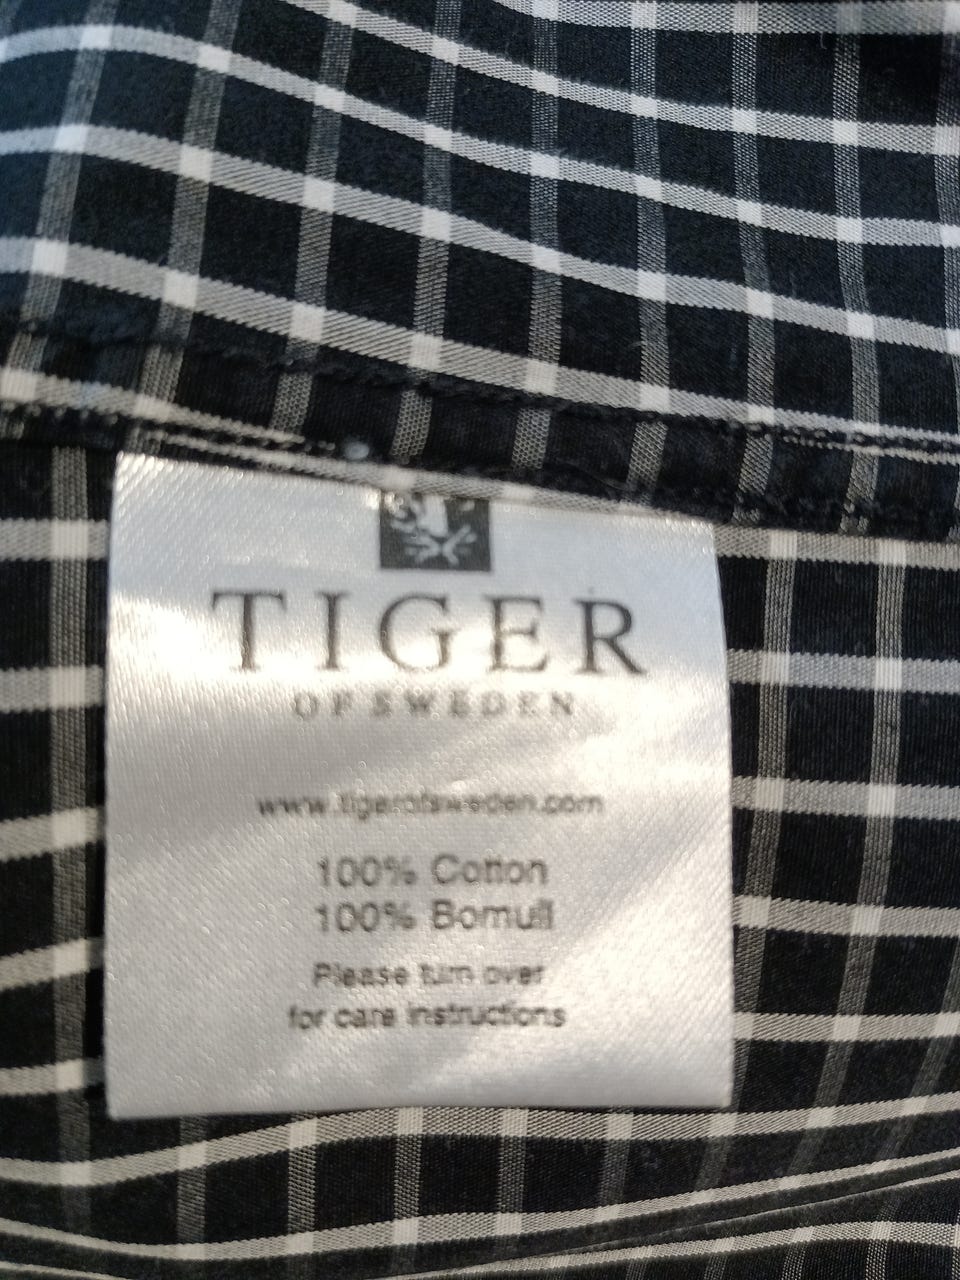 TIGER
OF SWEDEN
www.tigerofsweden.com
100% Cotton
100% Bomull
Please turn over
for care instructions